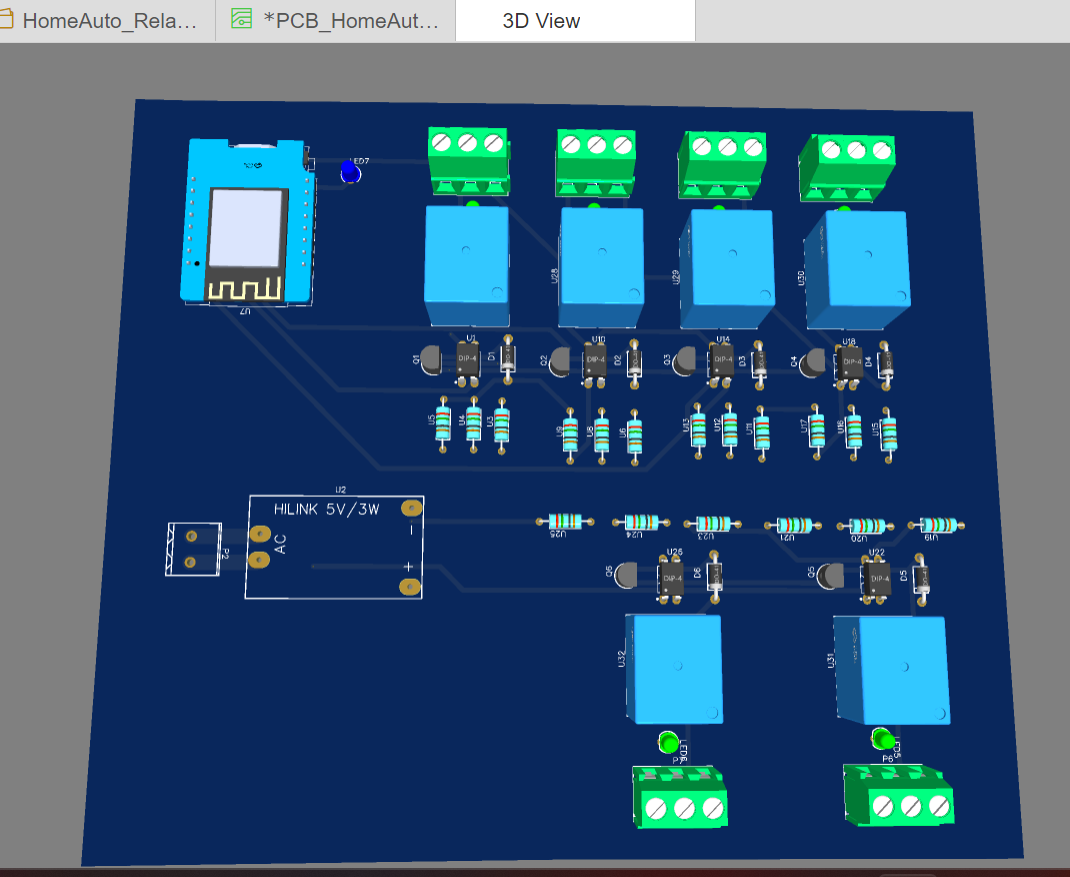 HomeAuto_Rela...
*PCB_HomeAut...
3D View
LED7
U7
U28
U29
U30
Q1
U1
DIP-4
D1
Q2
U10
DIP-4
D2
Q3
U14
DIP-4
D3
Q4
U18
DIP-4
D4
U5
U4
U3
U9
U8
U6
U13
U12
U11
U17
U16
U15
U2
HILINK 5V/3W
AC
−
+
P2
U25
U24
U23
U21
U20
U19
Q6
U26
DIP-4
D6
Q5
U22
DIP-4
D5
U32
U31
LED6
LED5
P6